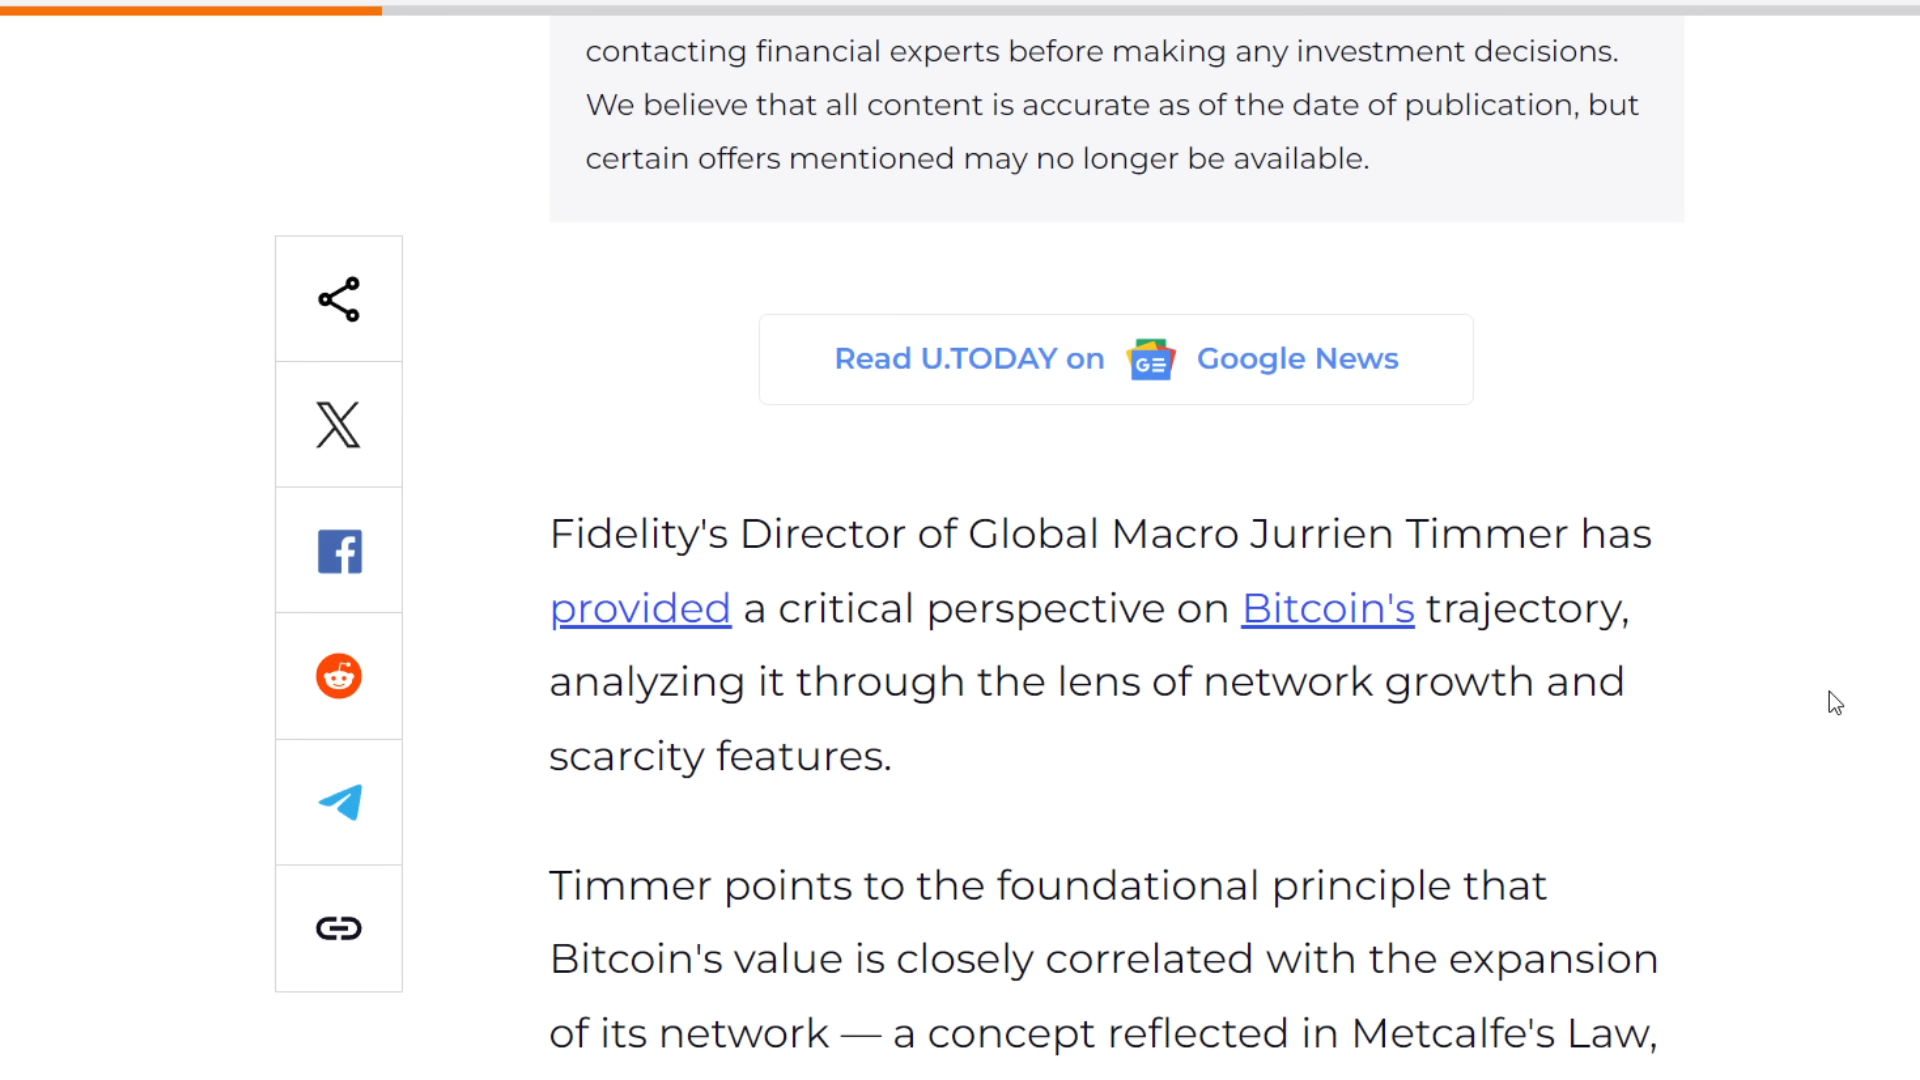 contacting financial experts before making any investment decisions.
We believe that all content is accurate as of the date of publication, but
certain offers mentioned may no longer be available.
Read U.TODAY on GE Google News
Fidelity's Director of Global Macro Jurrien Timmer has
provided a critical perspective on Bitcoin's trajectory,
analyzing it through the lens of network growth and
scarcity features.
Timmer points to the foundational principle that
Bitcoin's value is closely correlated with the expansion
of its network — a concept reflected in Metcalfe's Law,